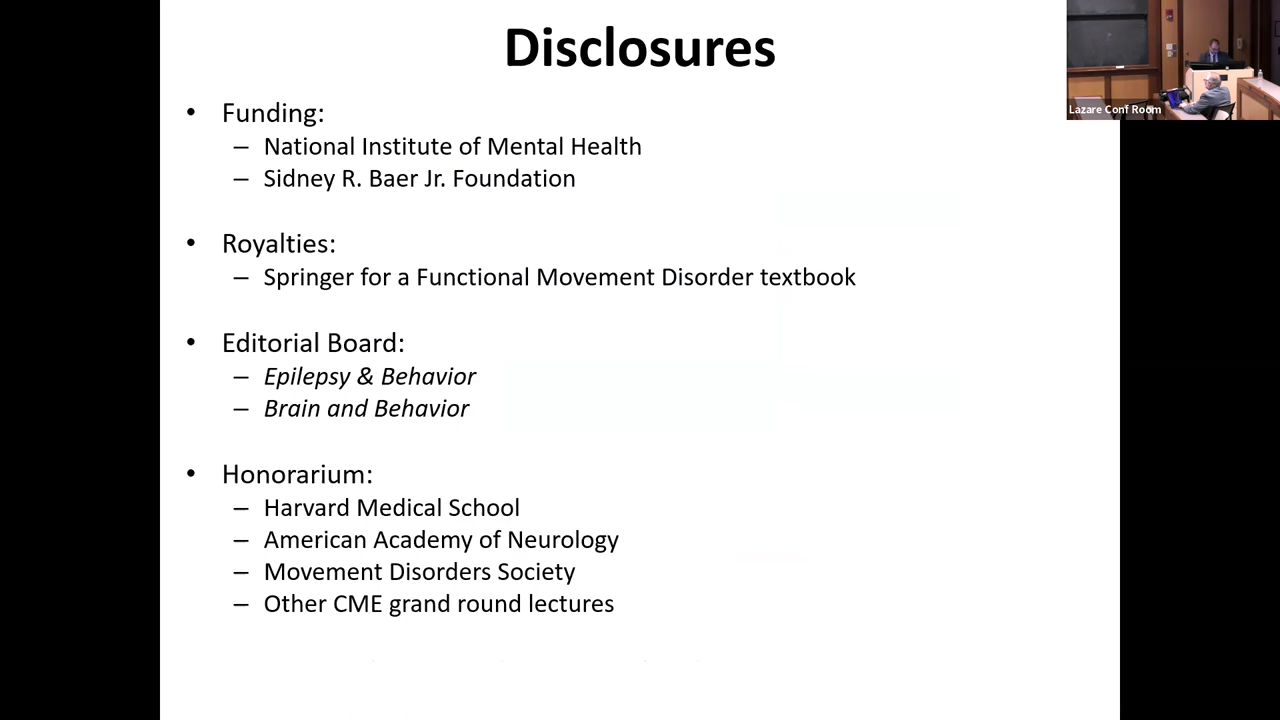 Disclosures
• Funding:
– National Institute of Mental Health
– Sidney R. Baer Jr. Foundation
• Royalties:
– Springer for a Functional Movement Disorder textbook
• Editorial Board:
– Epilepsy & Behavior
– Brain and Behavior
• Honorarium:
– Harvard Medical School
– American Academy of Neurology
– Movement Disorders Society
– Other CME grand round lectures
Lazare Conf Room